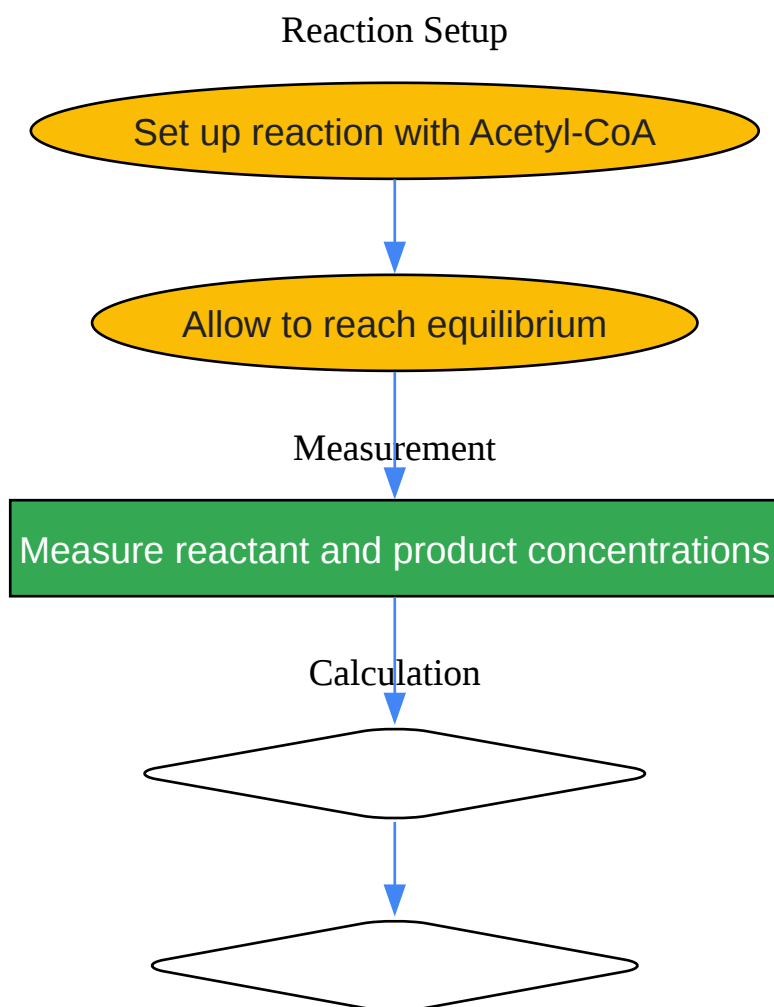 Reaction Setup
Set up reaction with Acetyl-CoA
Allow to reach equilibrium
Measurement
Measure reactant and product concentrations
Calculation